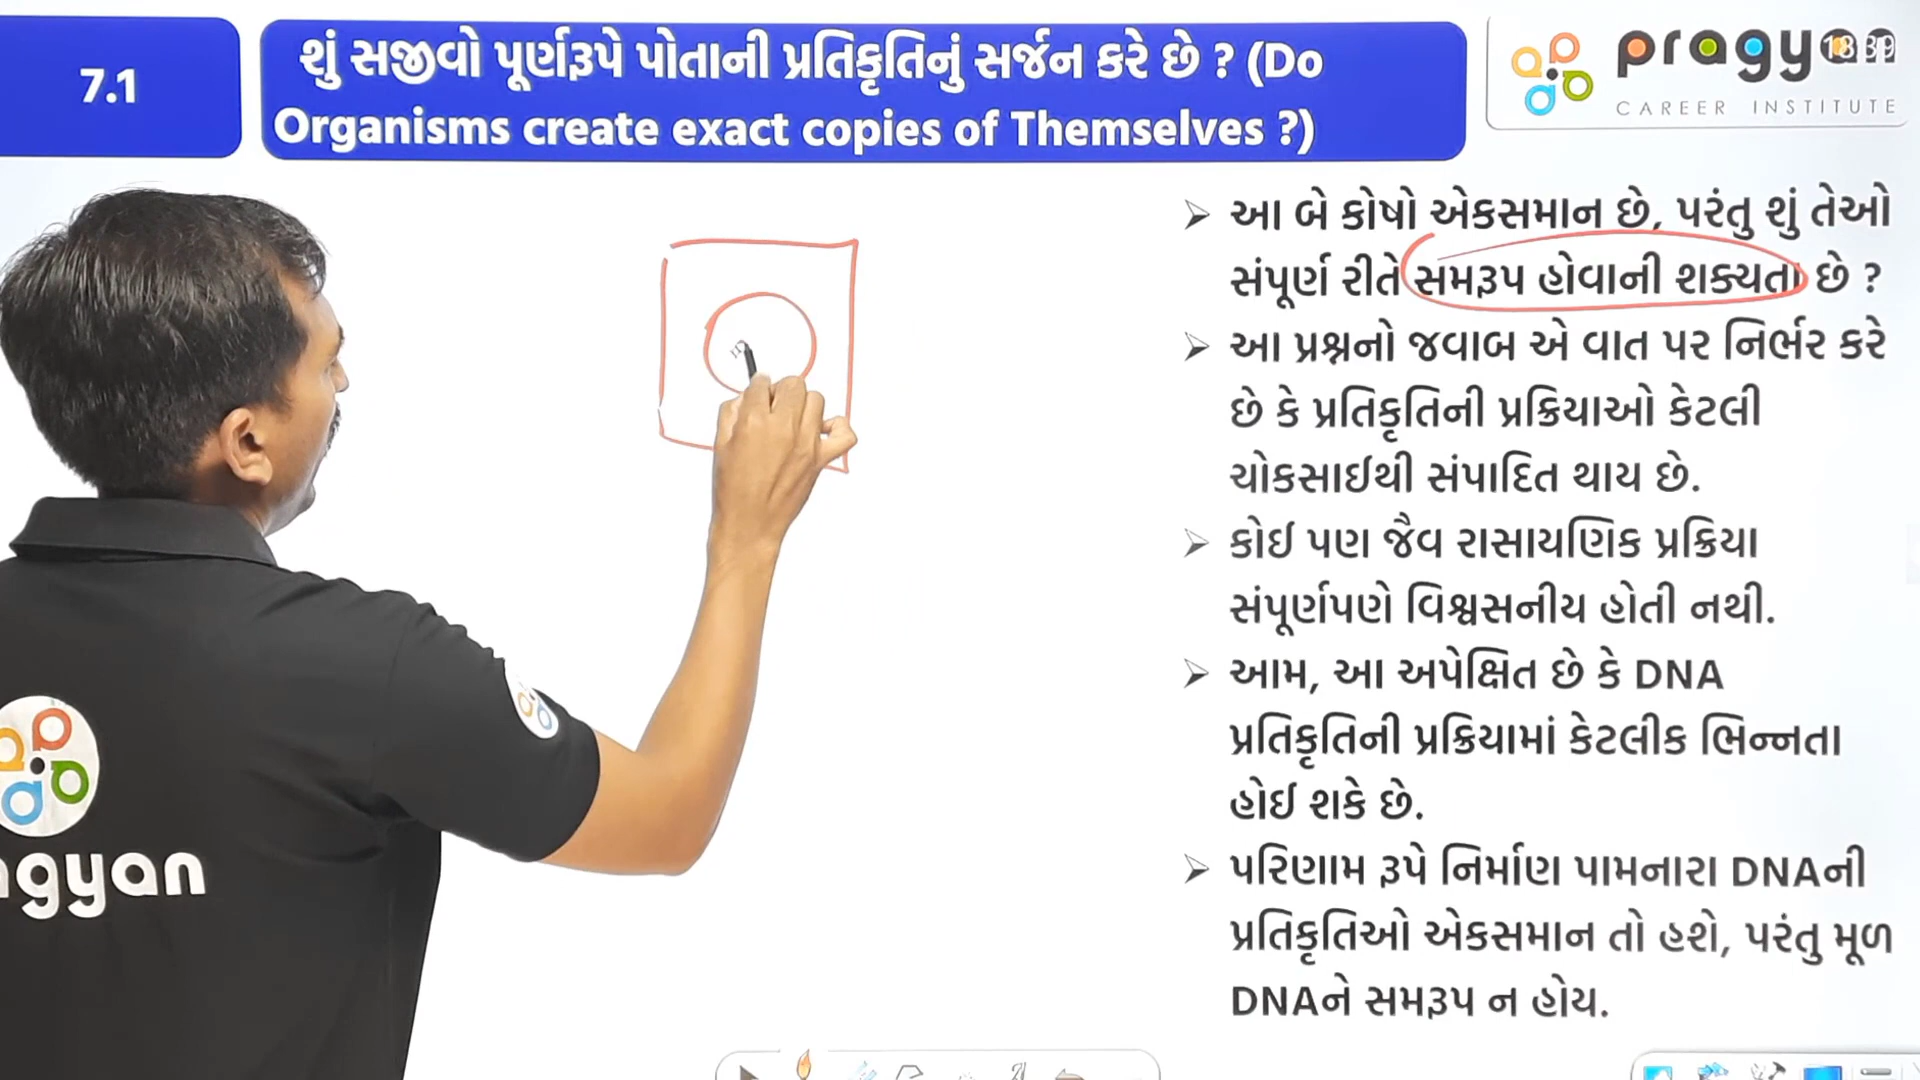 7.1
શું સજીવો પૂર્ણરૂપે પોતાની પ્રતિકૃતિનું સર્જન કરે છે ? (Do
Organisms create exact copies of Themselves ?)
pragyan
CAREER INSTITUTE
➢ આ બે કોષો એકસમાન છે, પરંતુ શું તેઓ
સંપૂર્ણ રીતે સમરૂપ હોવાની શક્યતા છે ?
➢ આ પ્રશ્નનો જવાબ એ વાત પર નિર્ભર કરે
છે કે પ્રતિકૃતિની પ્રક્રિયાઓ કેટલી
ચોકસાઈથી સંપાદિત થાય છે.
➢ કોઈ પણ જૈવ રાસાયણિક પ્રક્રિયા
સંપૂર્ણપણે વિશ્વસનીય હોતી નથી.
➢ આમ, આ અપેક્ષિત છે કે DNA
પ્રતિકૃતિની પ્રક્રિયામાં કેટલીક ભિન્નતા
હોઈ શકે છે.
➢ પરિણામ રૂપે નિર્માણ પામનારા DNAની
પ્રતિકૃતિઓ એકસમાન તો હશે, પરંતુ મૂળ
DNAને સમરૂપ ન હોય.
agyan